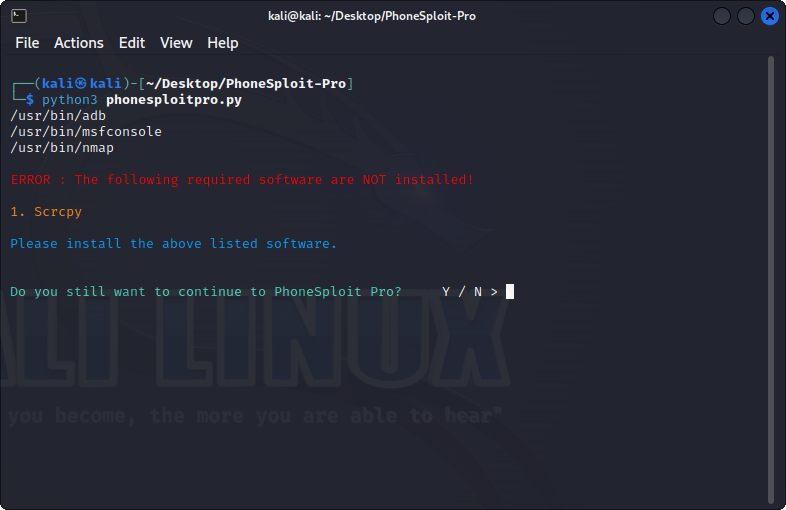 kali@kali: ~/Desktop/PhoneSploit-Pro
File Actions Edit View Help
┌──(kali㉿kali)-[~/Desktop/PhoneSploit-Pro]
└─$ python3 phonesploitpro.py
/usr/bin/adb
/usr/bin/msfconsole
/usr/bin/nmap
ERROR : The following required software are NOT installed!
1. Scrcpy
Please install the above listed software.
Do you still want to continue to PhoneSploit Pro? Y / N >
ALI LINUX
you become, the more you are able to hear"